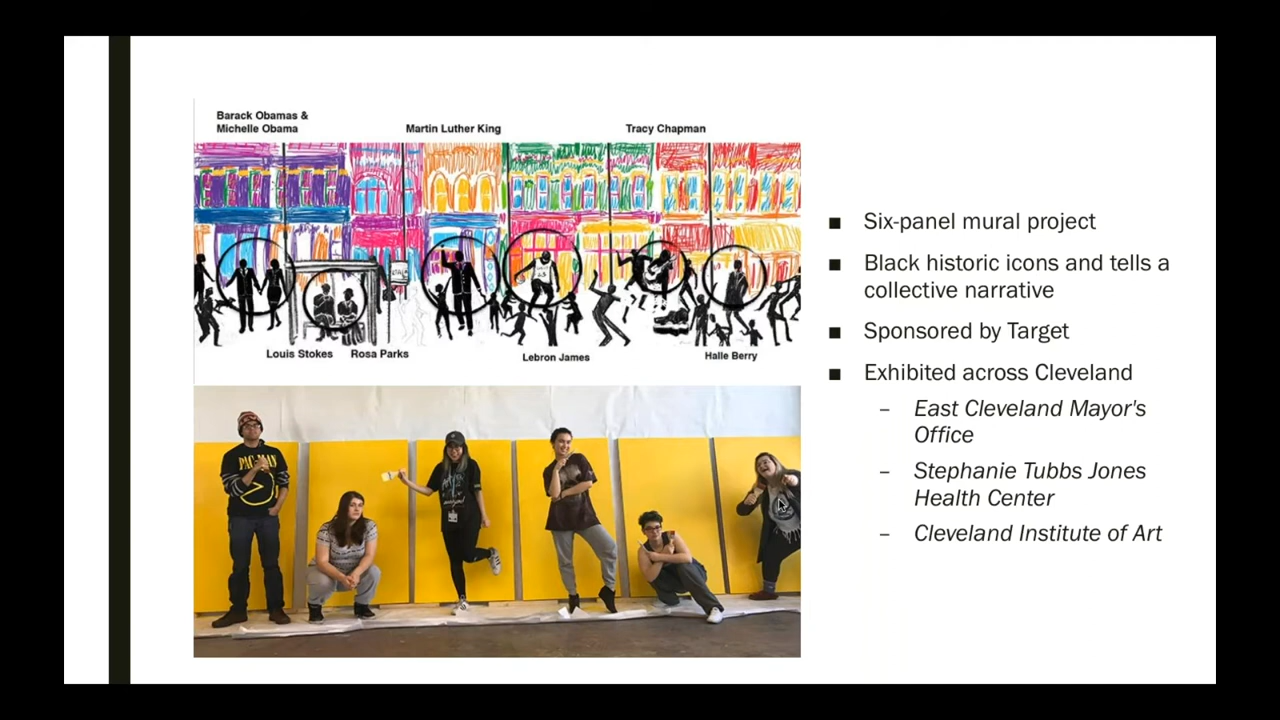 Barack Obamas &
Michelle Obama
Martin Luther King
Tracy Chapman
Louis Stokes
Rosa Parks
Lebron James
Halle Berry
PAC-MAN
■ Six-panel mural project
■ Black historic icons and tells a
collective narrative
■ Sponsored by Target
■ Exhibited across Cleveland
– East Cleveland Mayor's
Office
– Stephanie Tubbs Jones
Health Center
– Cleveland Institute of Art